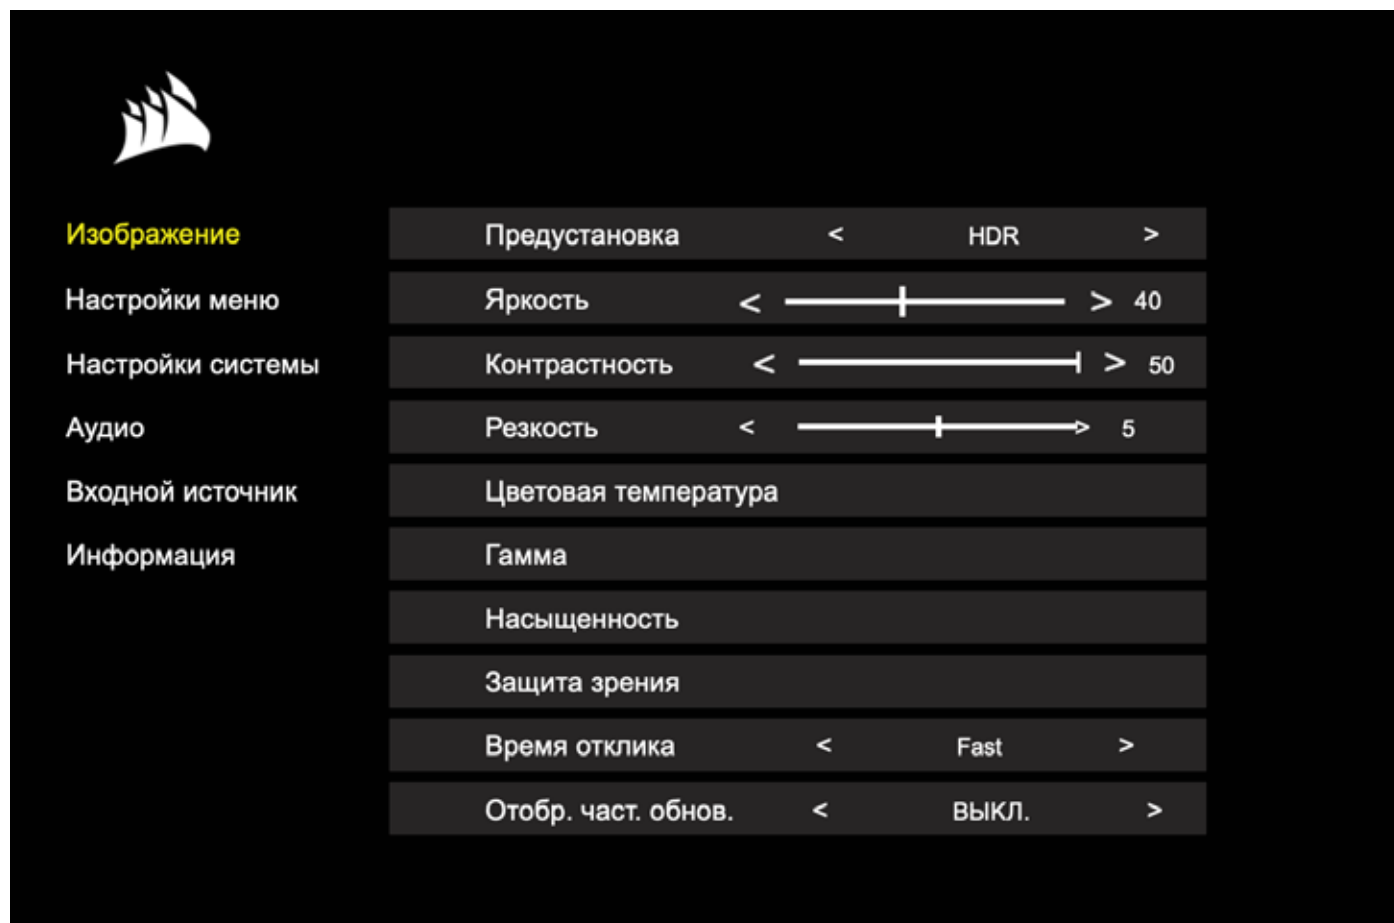 Изображение
Предустановка < HDR >
Настройки меню
Яркость < > 40
Настройки системы
Контрастность < > 50
Аудио
Резкость < > 5
Входной источник
Цветовая температура
Информация
Гамма
Насыщенность
Защита зрения
Время отклика < Fast >
Отобр. част. обнов. < ВЫКЛ. >